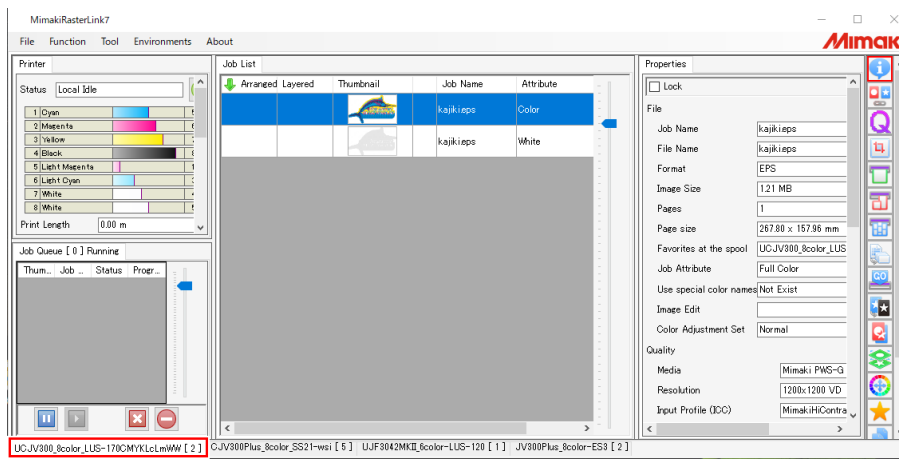 MimakiRasterLink7
File Function Tool Environments About
Mimaki
Printer
Status Local Idle
1 Cyan
2 Magenta
3 Yellow
4 Black
5 Light Magenta
6 Light Cyan
7 White
8 White
Print Length 0.00 m
Job Queue [ 0 ] Running
Thum... Job ... Status Progr...
Job List
Arranged Layered Thumbnail Job Name Attribute
kajiki.eps Color
kajiki.eps White
Properties
Lock
File
Job Name kajiki.eps
File Name kajiki.eps
Format EPS
Image Size 1.21 MB
Pages 1
Page size 267.80 x 157.96 mm
Favorites at the spool UCJV300_8color_LUS
Job Attribute Full Color
Use special color names Not Exist
Image Edit
Color Adjustment Set Normal
Quality
Media Mimaki PWS-G
Resolution 1200x1200 VD
Input Profile (ICC) MimakiHiContra
UCJV300_8color_LUS-170CMYKLcLmWW [ 2 ] CJV300Plus_8color_SS21-wsi [ 5 ] UJF3042MKⅡ_6color-LUS-120 [ 1 ] JV300Plus_8color-ES3 [ 2 ]